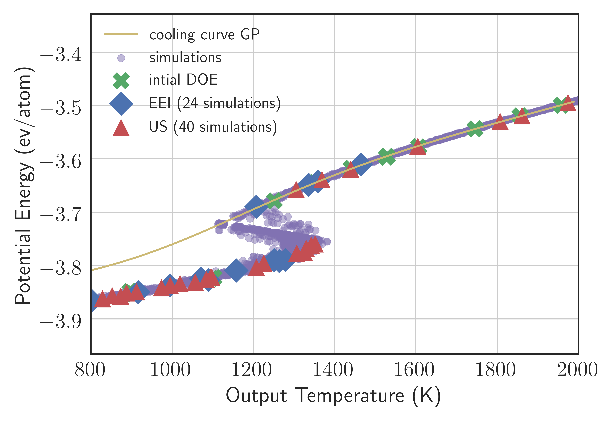 −3.4
−3.5
−3.6
−3.7
−3.8
−3.9
Potential Energy (ev/atom)
cooling curve GP
simulations
intial DOE
EEI (24 simulations)
US (40 simulations)
800 1000 1200 1400 1600 1800 2000
Output Temperature (K)